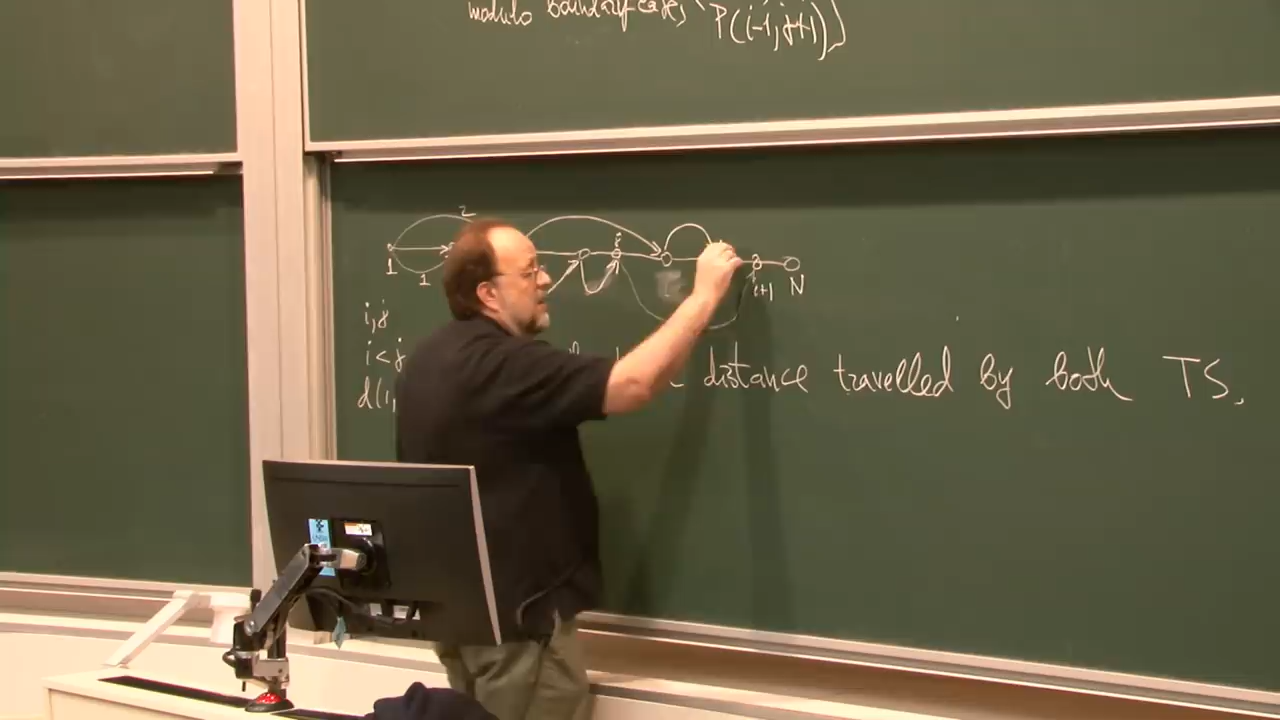 modulo boundary cases,
P(i-1, j+1))
2
i
1
1
i+1
N
i, j
i < j
distance travelled by both TS,
d(i,